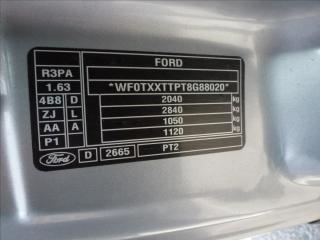 FORD
R3PA
1.63 *WF0TXXTTPT8G88020*
4B8 D 2040 kg
ZJ L 2840 kg
AA A 1050 kg
P1 1120 kg
Ford D 2665 PT2